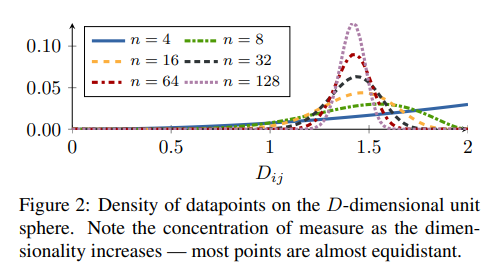 0.10
0.05
0.00
n = 4
n = 8
n = 16
n = 32
n = 64
n = 128
0 0.5 1 1.5 2
D_{ij}
Figure 2: Density of datapoints on the D-dimensional unit
sphere. Note the concentration of measure as the dimen-
sionality increases — most points are almost equidistant.